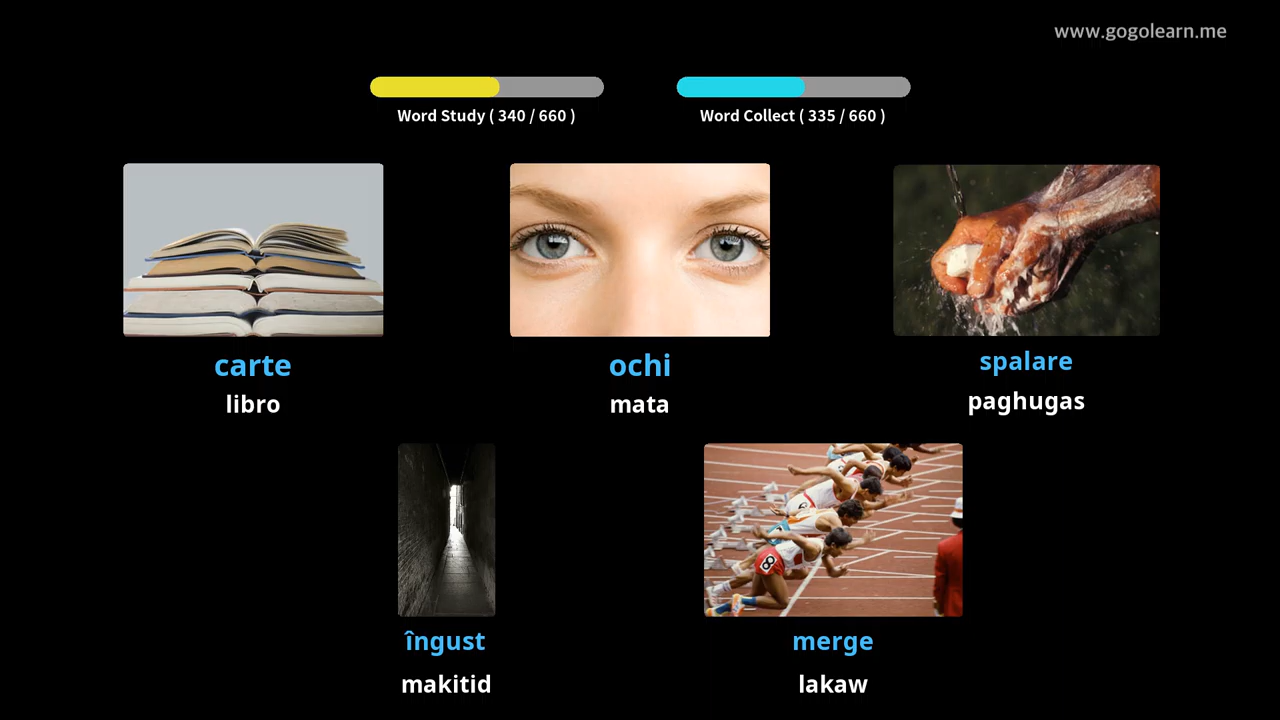 www.gogolearn.me
Word Study ( 340 / 660 )
Word Collect ( 335 / 660 )
carte
libro
ochi
mata
spalare
paghugas
îngust
makitid
merge
lakaw